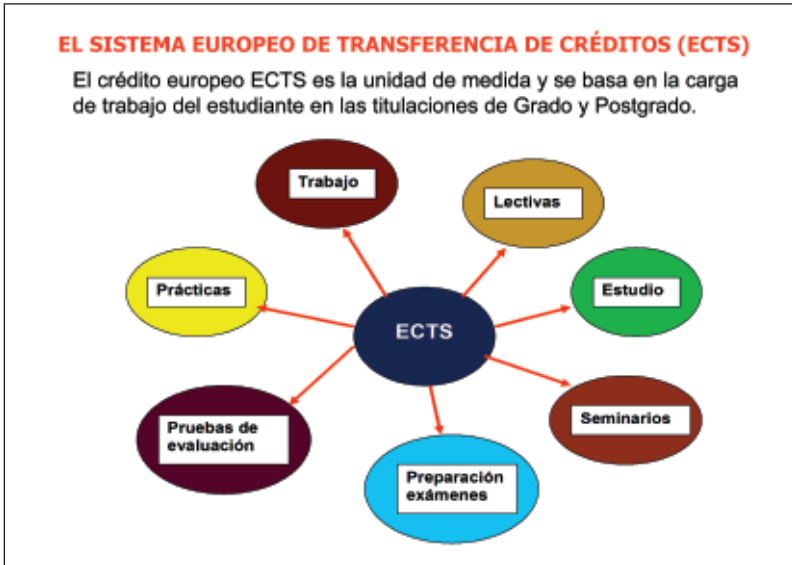 EL SISTEMA EUROPEO DE TRANSFERENCIA DE CRÉDITOS (ECTS)
El crédito europeo ECTS es la unidad de medida y se basa en la carga
de trabajo del estudiante en las titulaciones de Grado y Postgrado.
Trabajo
Lectivas
Prácticas
Estudio
ECTS
Seminarios
Pruebas de
evaluación
Preparación
exámenes